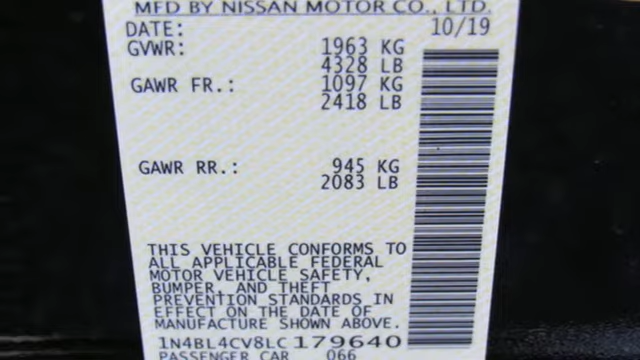 MFD BY NISSAN MOTOR CO., LTD.
DATE: 10/19
GVWR: 1963 KG
4328 LB
GAWR FR.: 1097 KG
2418 LB
GAWR RR.: 945 KG
2083 LB
THIS VEHICLE CONFORMS TO
ALL APPLICABLE FEDERAL
MOTOR VEHICLE SAFETY,
BUMPER, AND THEFT
PREVENTION STANDARDS IN
EFFECT ON THE DATE OF
MANUFACTURE SHOWN ABOVE.
1N4BL4CV8LC179640
PASSENGER CAR 066